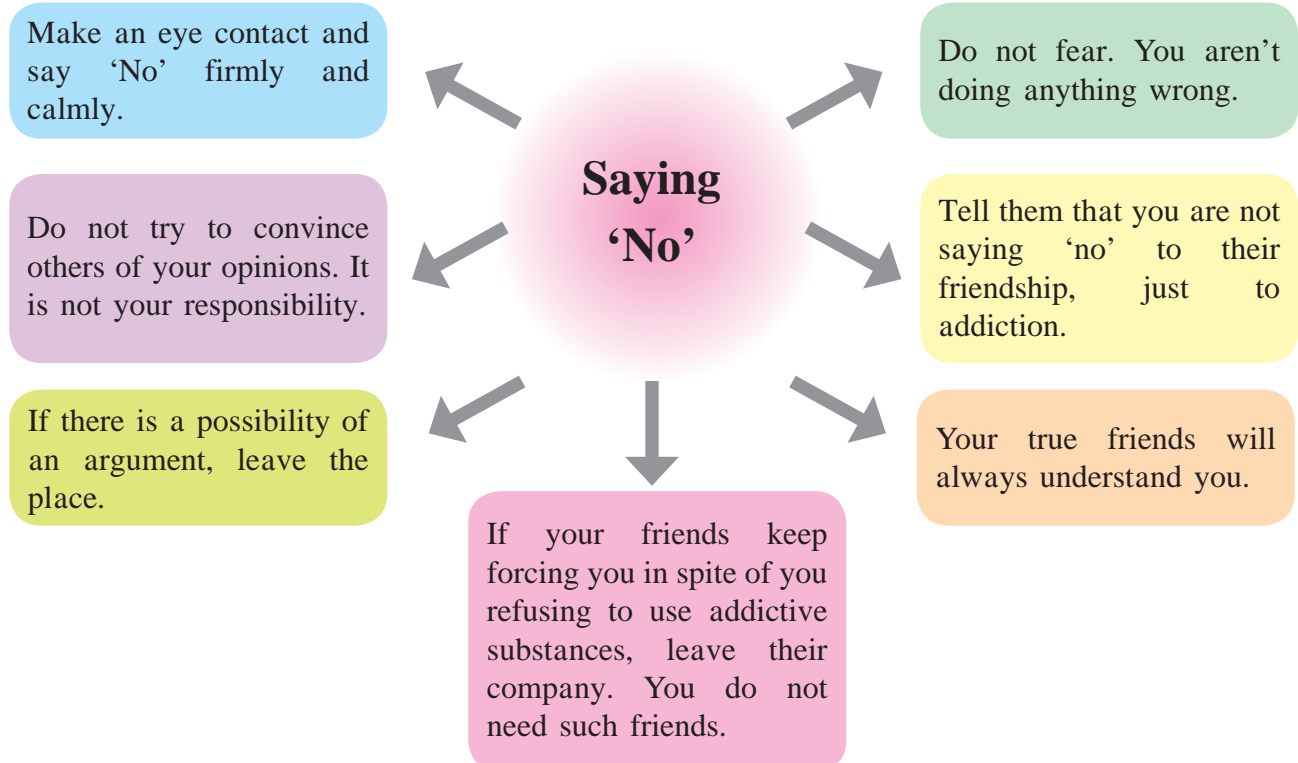 Make an eye contact and
say ‘No’ firmly and
calmly.
Do not try to convince
others of your opinions. It
is not your responsibility.
If there is a possibility of
an argument, leave the
place.
Saying
‘No’
If your friends keep
forcing you in spite of you
refusing to use addictive
substances, leave their
company. You do not
need such friends.
Do not fear. You aren’t
doing anything wrong.
Tell them that you are not
saying ‘no’ to their
friendship, just to
addiction.
Your true friends will
always understand you.